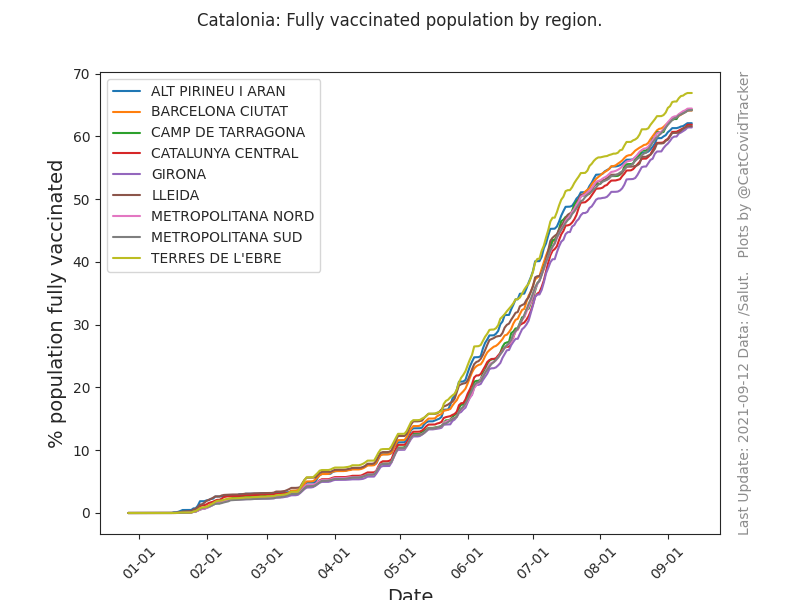 Catalonia: Fully vaccinated population by region.
% population fully vaccinated
70
60
50
40
30
20
10
0
ALT PIRINEU I ARAN
BARCELONA CIUTAT
CAMP DE TARRAGONA
CATALUNYA CENTRAL
GIRONA
LLEIDA
METROPOLITANA NORD
METROPOLITANA SUD
TERRES DE L'EBRE
01-01
02-01
03-01
04-01
05-01
06-01
07-01
08-01
09-01
Date
Last Update: 2021-09-12 Data: /Salut. Plots by @CatCovidTracker